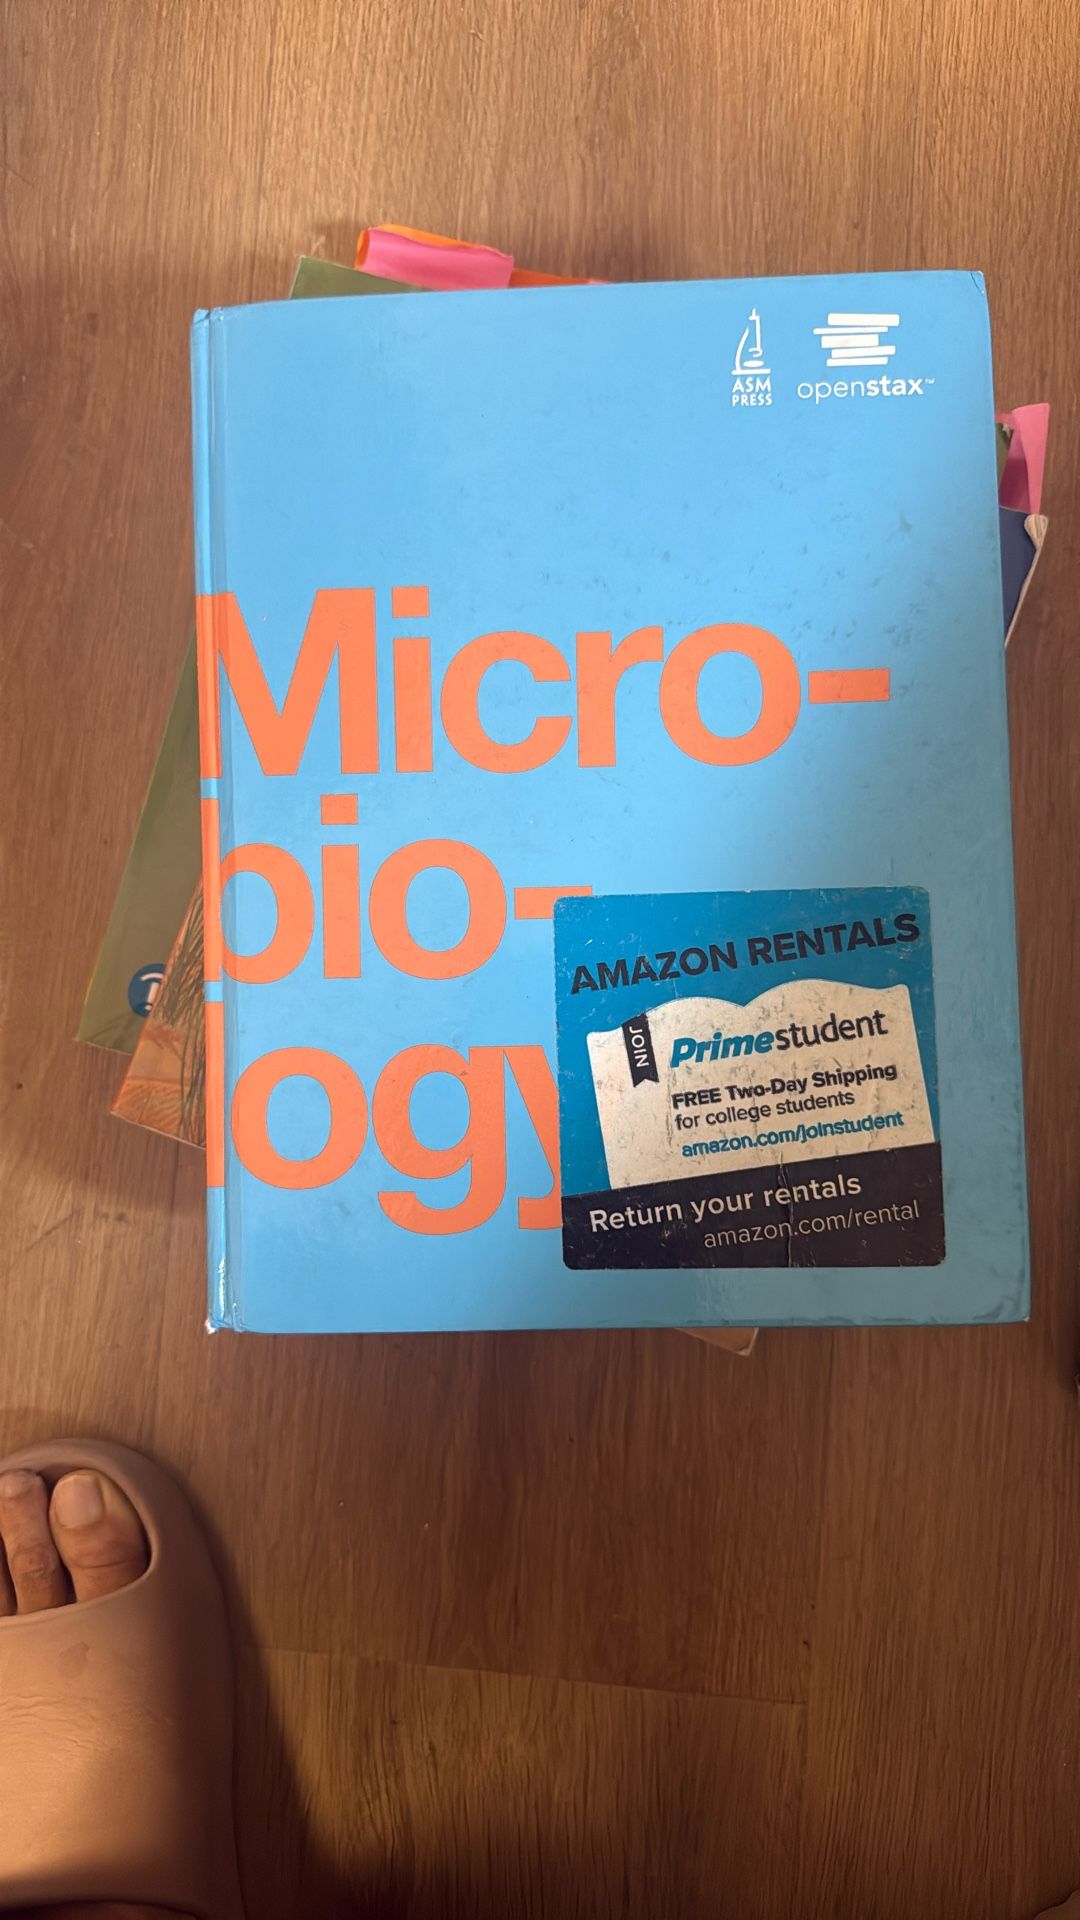 ASM
PRESS
openstax™
Micro-
bio-
logy
AMAZON RENTALS
JOIN
Primestudent
FREE Two-Day Shipping
for college students
amazon.com/joinstudent
Return your rentals
amazon.com/rental